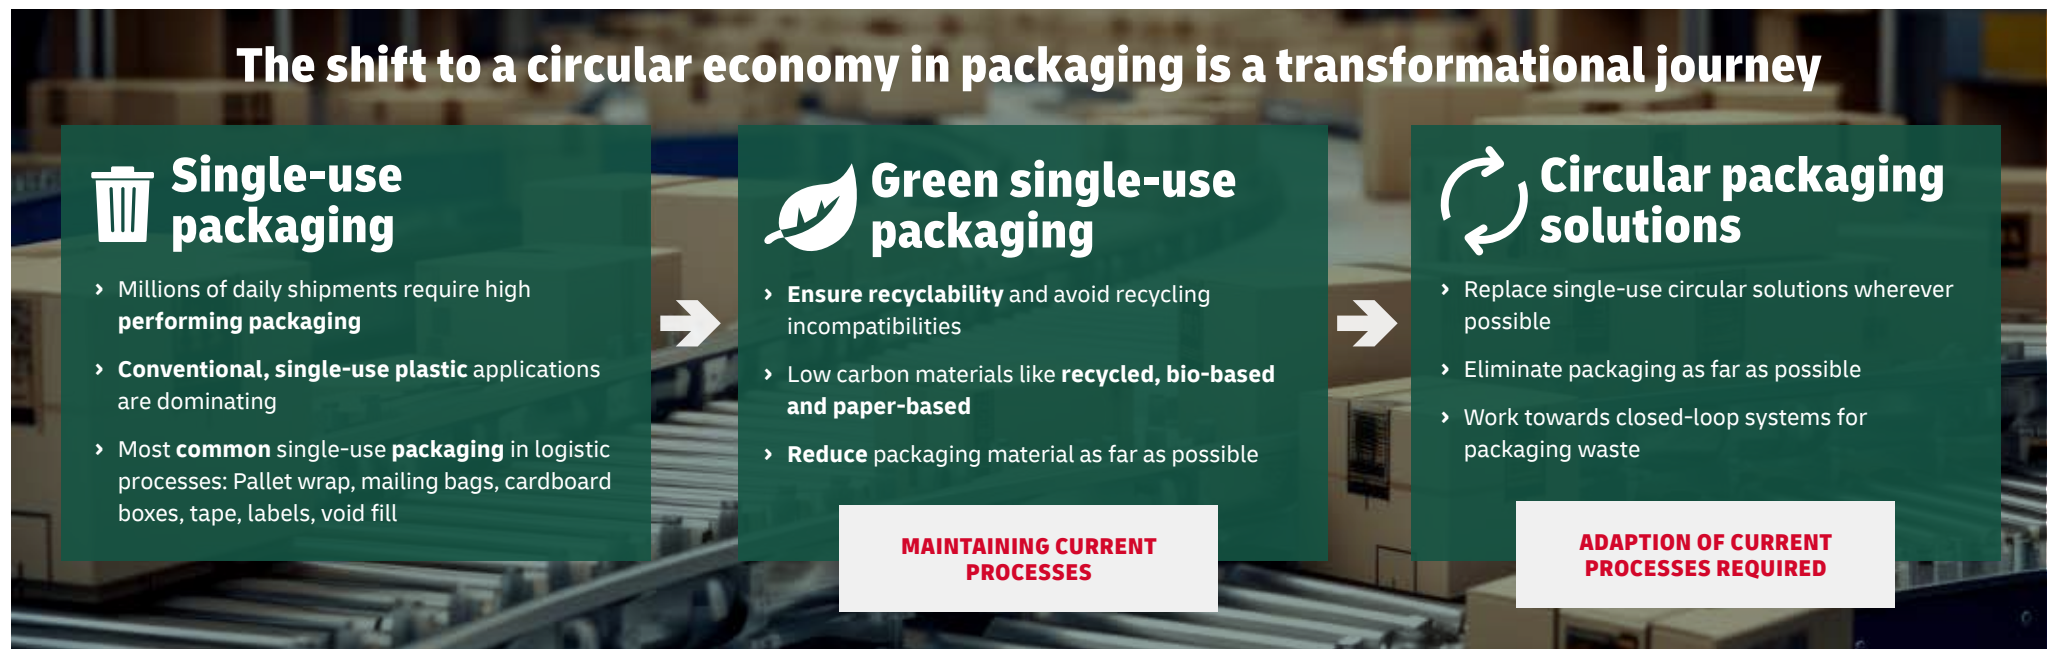 The shift to a circular economy in packaging is a transformational journey
Single-use
packaging
› Millions of daily shipments require high
performing packaging
› Conventional, single-use plastic applications
are dominating
› Most common single-use packaging in logistic
processes: Pallet wrap, mailing bags, cardboard
boxes, tape, labels, void fill
Green single-use
packaging
› Ensure recyclability and avoid recycling
incompatibilities
› Low carbon materials like recycled, bio-based
and paper-based
› Reduce packaging material as far as possible
MAINTAINING CURRENT
PROCESSES
Circular packaging
solutions
› Replace single-use circular solutions wherever
possible
› Eliminate packaging as far as possible
› Work towards closed-loop systems for
packaging waste
ADAPTION OF CURRENT
PROCESSES REQUIRED